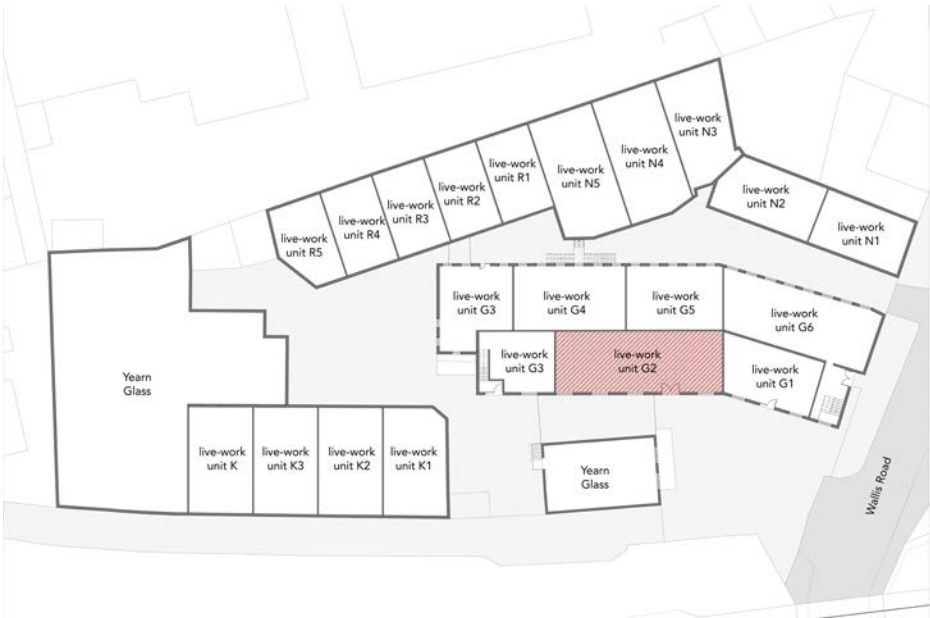 live-work
unit N3
live-work
unit N4
live-work
unit R1
live-work
unit N5
live-work
unit R2
live-work
unit R3
live-work
unit R4
live-work
unit R5
live-work
unit N2
live-work
unit N1
live-work
unit G3
live-work
unit G4
live-work
unit G5
live-work
unit G6
live-work
unit G3
live-work
unit G2
live-work
unit G1
Yearn
Glass
live-work
unit K
live-work
unit K3
live-work
unit K2
live-work
unit K1
Yearn
Glass
Wallis Road